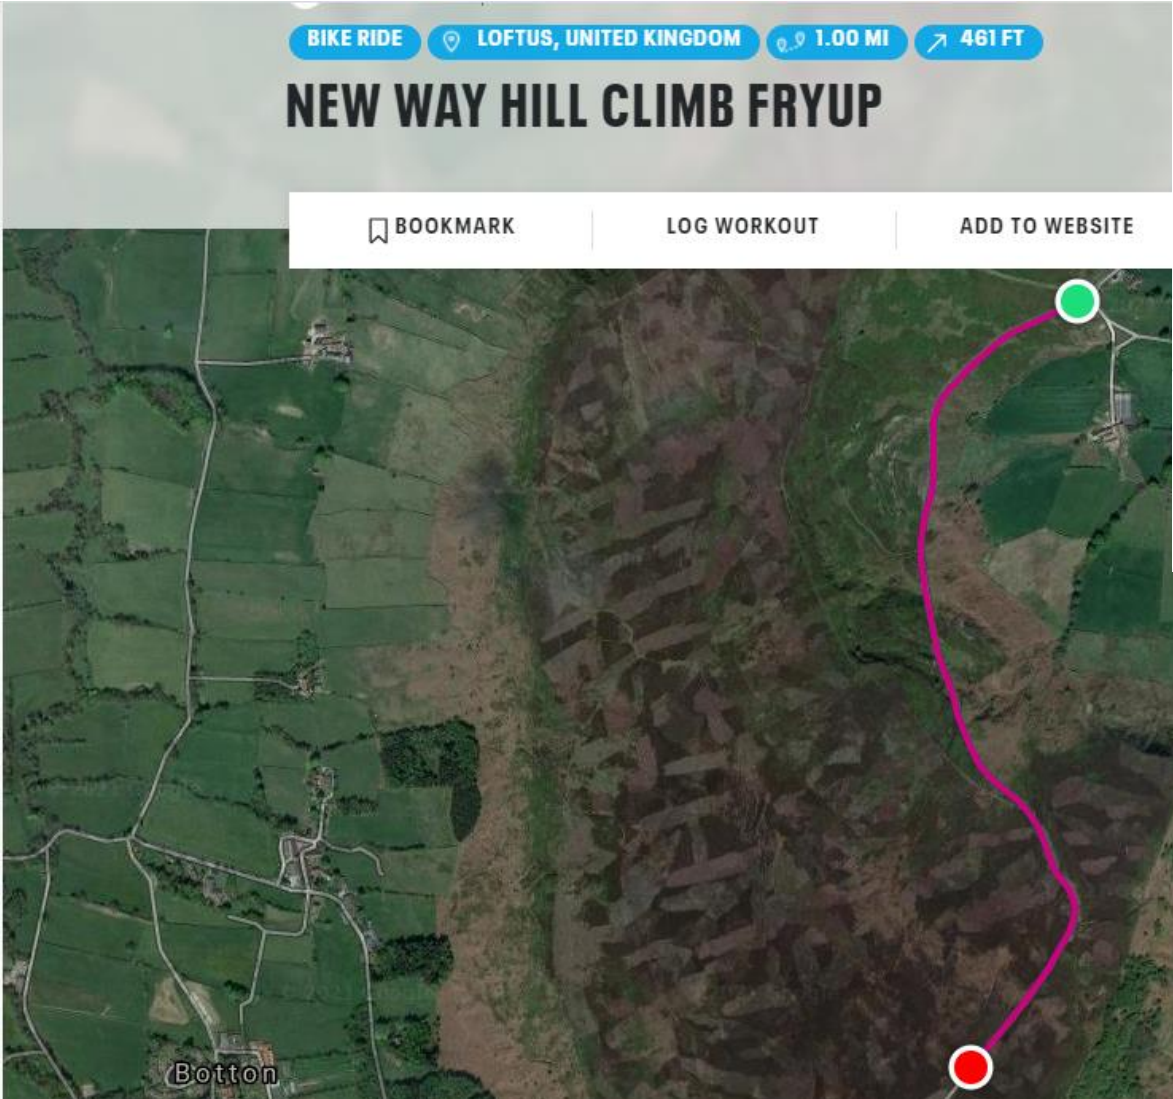 BIKE RIDE LOFTUS, UNITED KINGDOM 1.00 MI 461 FT
NEW WAY HILL CLIMB FRYUP
BOOKMARK LOG WORKOUT ADD TO WEBSITE
Botton